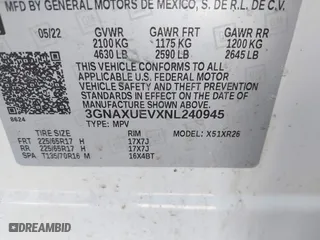 MFD BY GENERAL MOTORS DE MEXICO, S. DE R.L. DE C.V.
05/22 GVWR GAWR FRT GAWR RR
2100 KG 1175 KG 1200 KG
4630 LB 2590 LB 2645 LB
THIS VEHICLE CONFORMS TO ALL APPLICABLE
U.S. FEDERAL MOTOR
VEHICLE SAFETY AND THEFT
PREVENTION STANDARDS IN EFFECT
ON THE DATE OF MANUFACTURE
SHOWN ABOVE.
8624
3GNAXUEVXNL240945
TYPE: MPV MODEL: X51XR26
TIRE SIZE RIM
FRT 225/65R17 H 17X7J
RR 225/65R17 H 17X7J
SPA T135/70R16 M 16X4BT
DREAMBID.COM